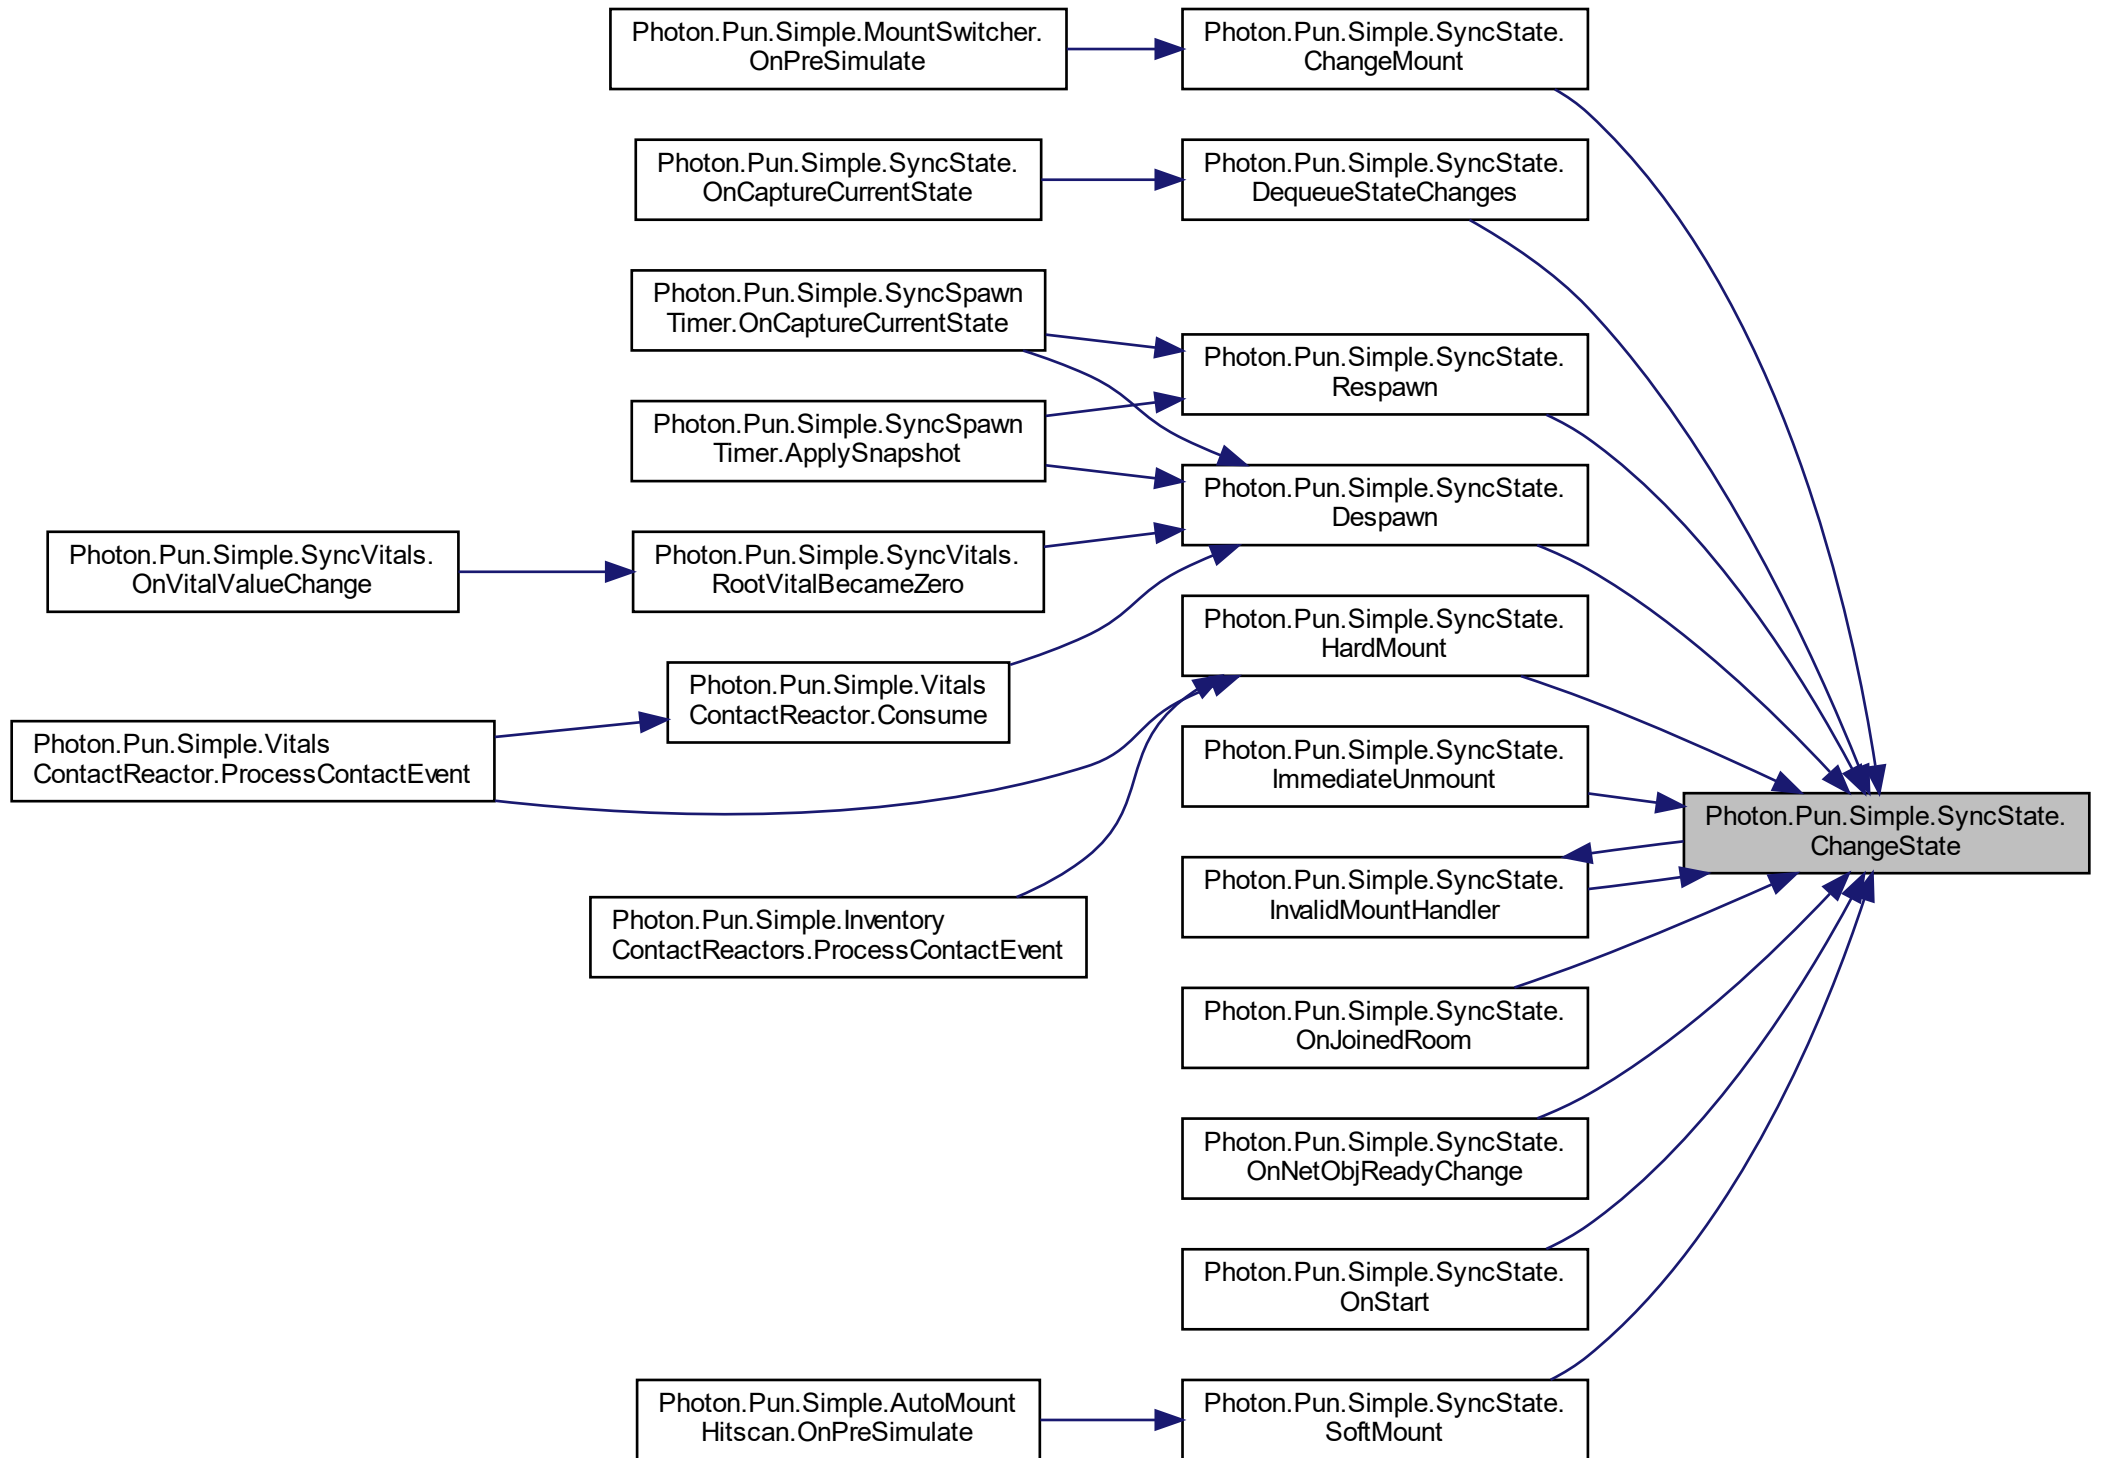 Photon.Pun.Simple.MountSwitcher.
OnPreSimulate
Photon.Pun.Simple.SyncState.
ChangeMount
Photon.Pun.Simple.SyncState.
OnCaptureCurrentState
Photon.Pun.Simple.SyncState.
DequeueStateChanges
Photon.Pun.Simple.SyncSpawn
Timer.OnCaptureCurrentState
Photon.Pun.Simple.SyncState.
Respawn
Photon.Pun.Simple.SyncSpawn
Timer.ApplySnapshot
Photon.Pun.Simple.SyncState.
Despawn
Photon.Pun.Simple.SyncVitals.
OnVitalValueChange
Photon.Pun.Simple.SyncVitals.
RootVitalBecameZero
Photon.Pun.Simple.SyncState.
HardMount
Photon.Pun.Simple.Vitals
ContactReactor.Consume
Photon.Pun.Simple.Vitals
ContactReactor.ProcessContactEvent
Photon.Pun.Simple.SyncState.
ImmediateUnmount
Photon.Pun.Simple.SyncState.
ChangeState
Photon.Pun.Simple.SyncState.
InvalidMountHandler
Photon.Pun.Simple.Inventory
ContactReactors.ProcessContactEvent
Photon.Pun.Simple.SyncState.
OnJoinedRoom
Photon.Pun.Simple.SyncState.
OnNetObjReadyChange
Photon.Pun.Simple.SyncState.
OnStart
Photon.Pun.Simple.AutoMount
Hitscan.OnPreSimulate
Photon.Pun.Simple.SyncState.
SoftMount